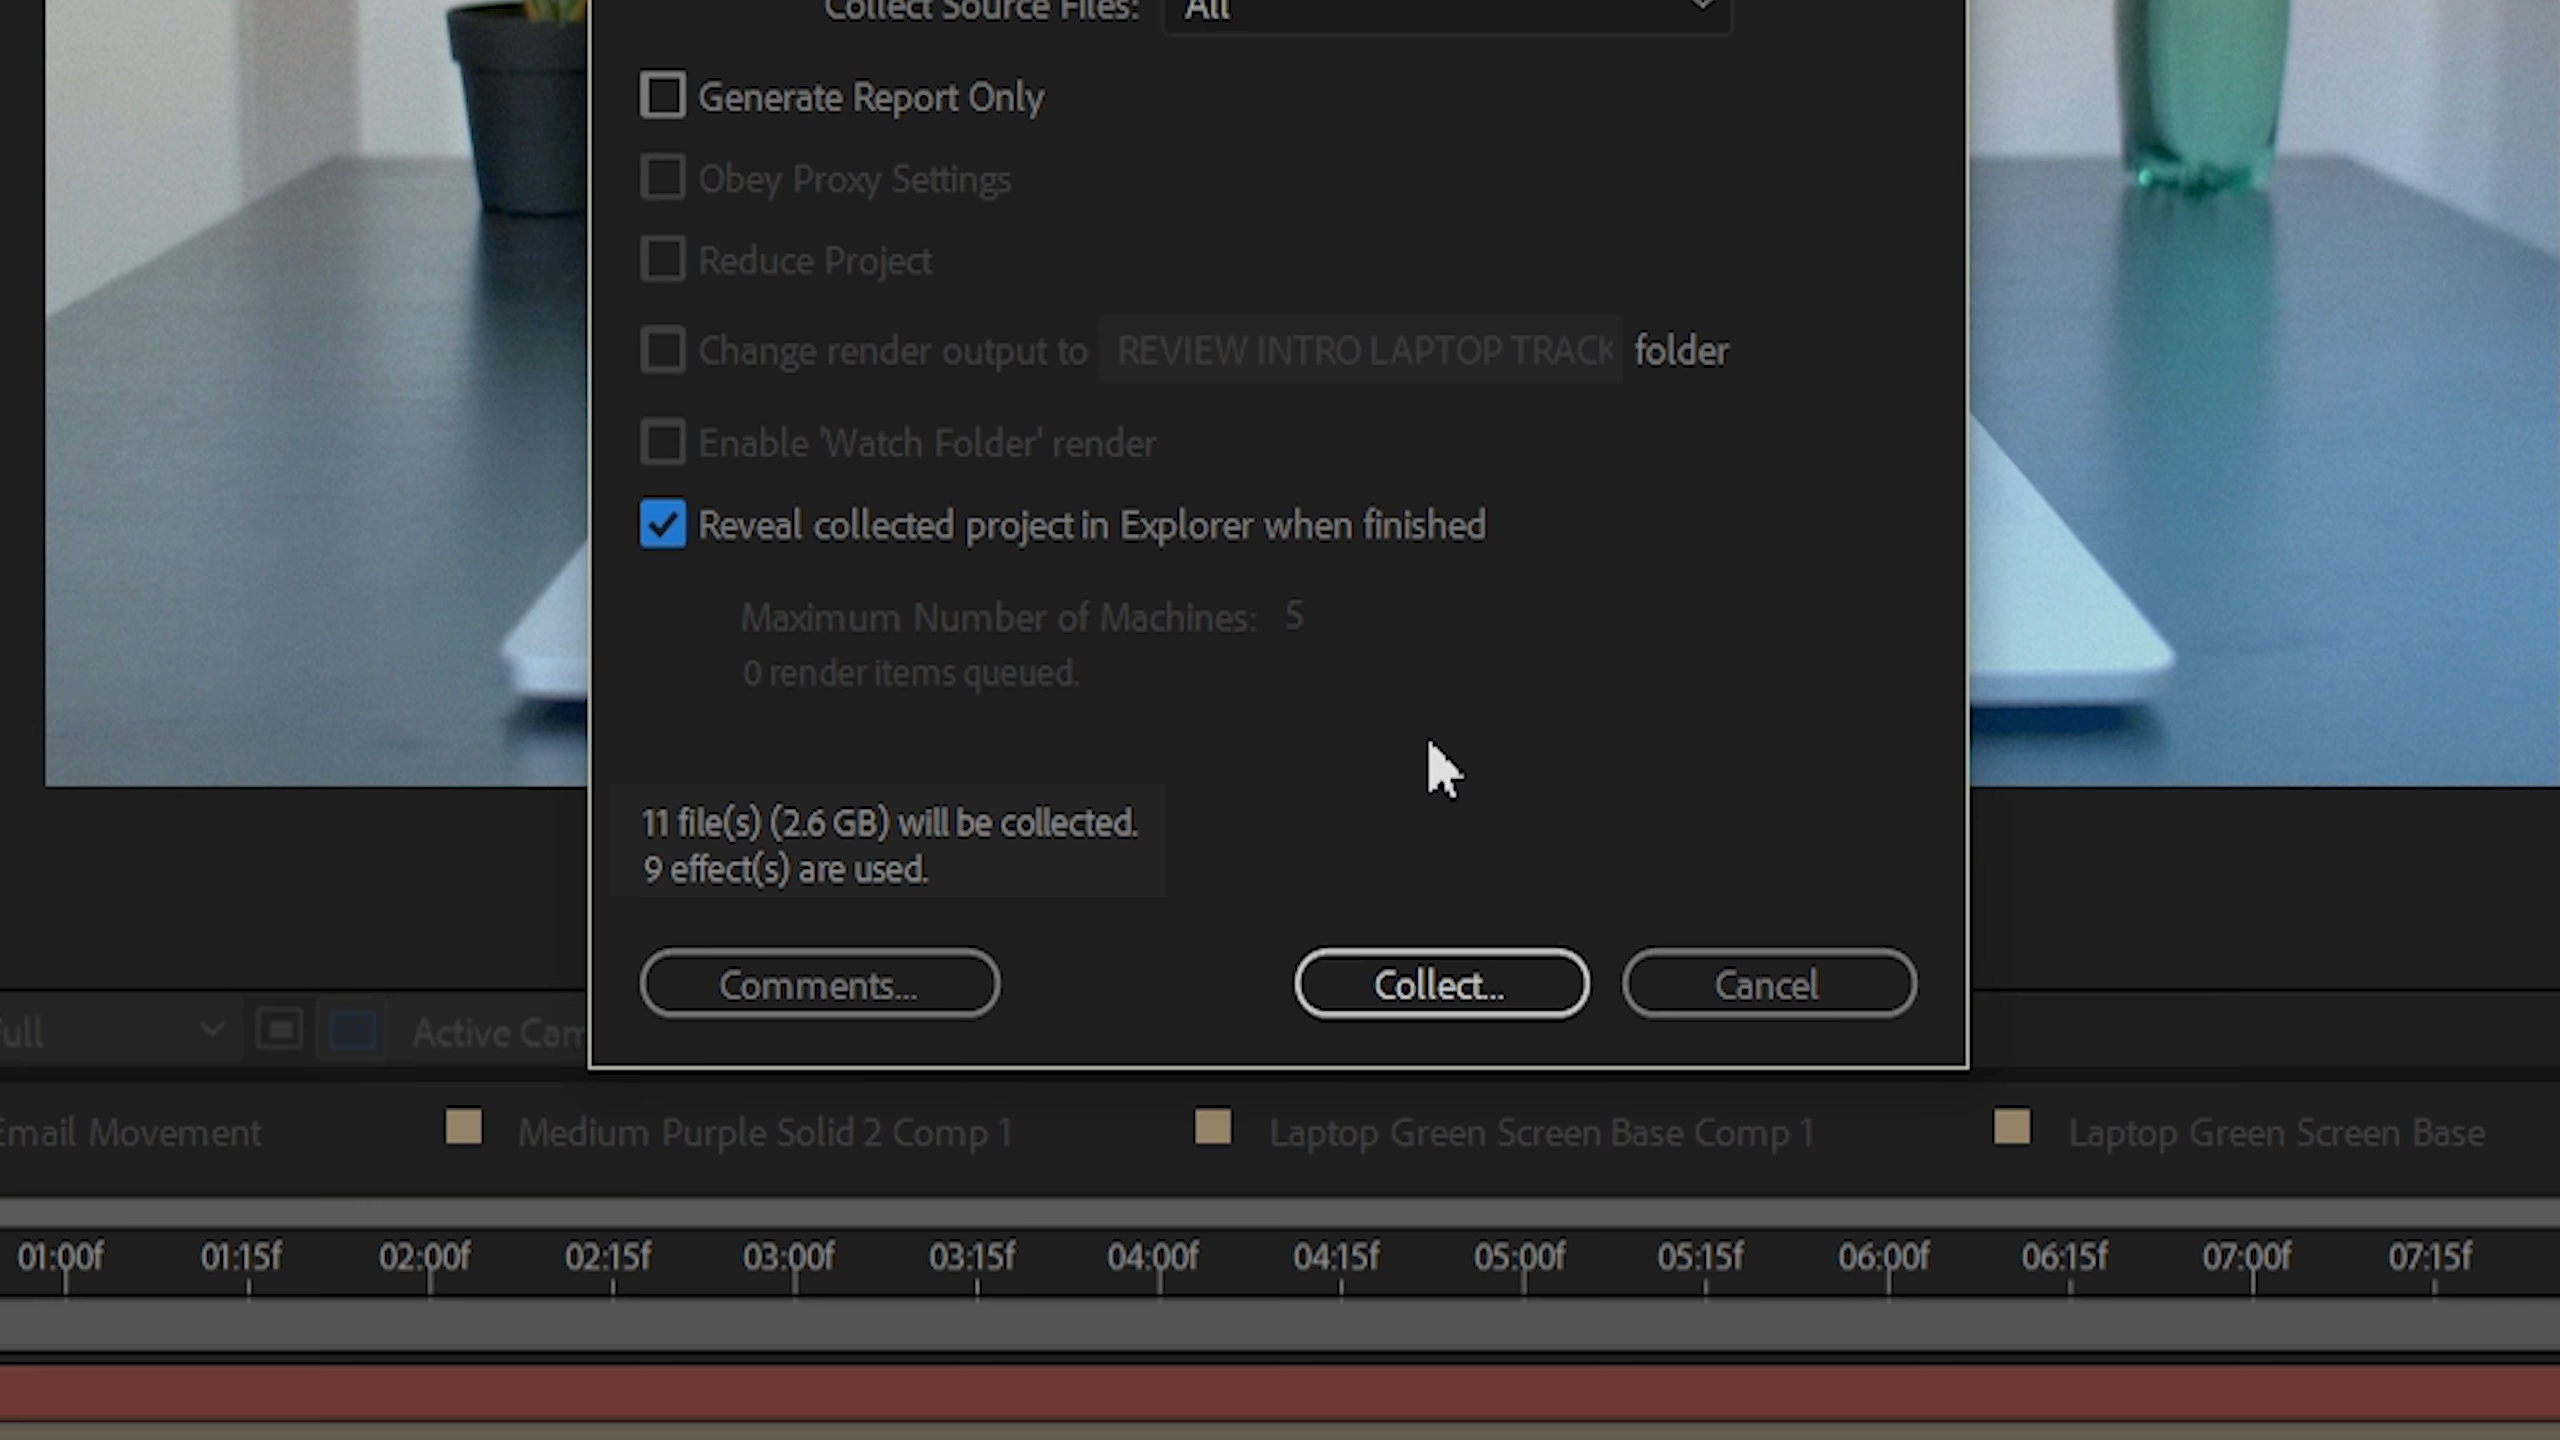 Collect Source Files: All
Generate Report Only
Obey Proxy Settings
Reduce Project
Change render output to REVIEW INTRO LAPTOP TRACK folder
Enable 'Watch Folder' render
Reveal collected project in Explorer when finished
Maximum Number of Machines: 5
0 render items queued.
11 file(s) (2.6 GB) will be collected.
9 effect(s) are used.
Comments... Collect... Cancel
ull Active Cam
Email Movement Medium Purple Solid 2 Comp 1 Laptop Green Screen Base Comp 1 Laptop Green Screen Base
01:00f 01:15f 02:00f 02:15f 03:00f 03:15f 04:00f 04:15f 05:00f 05:15f 06:00f 06:15f 07:00f 07:15f